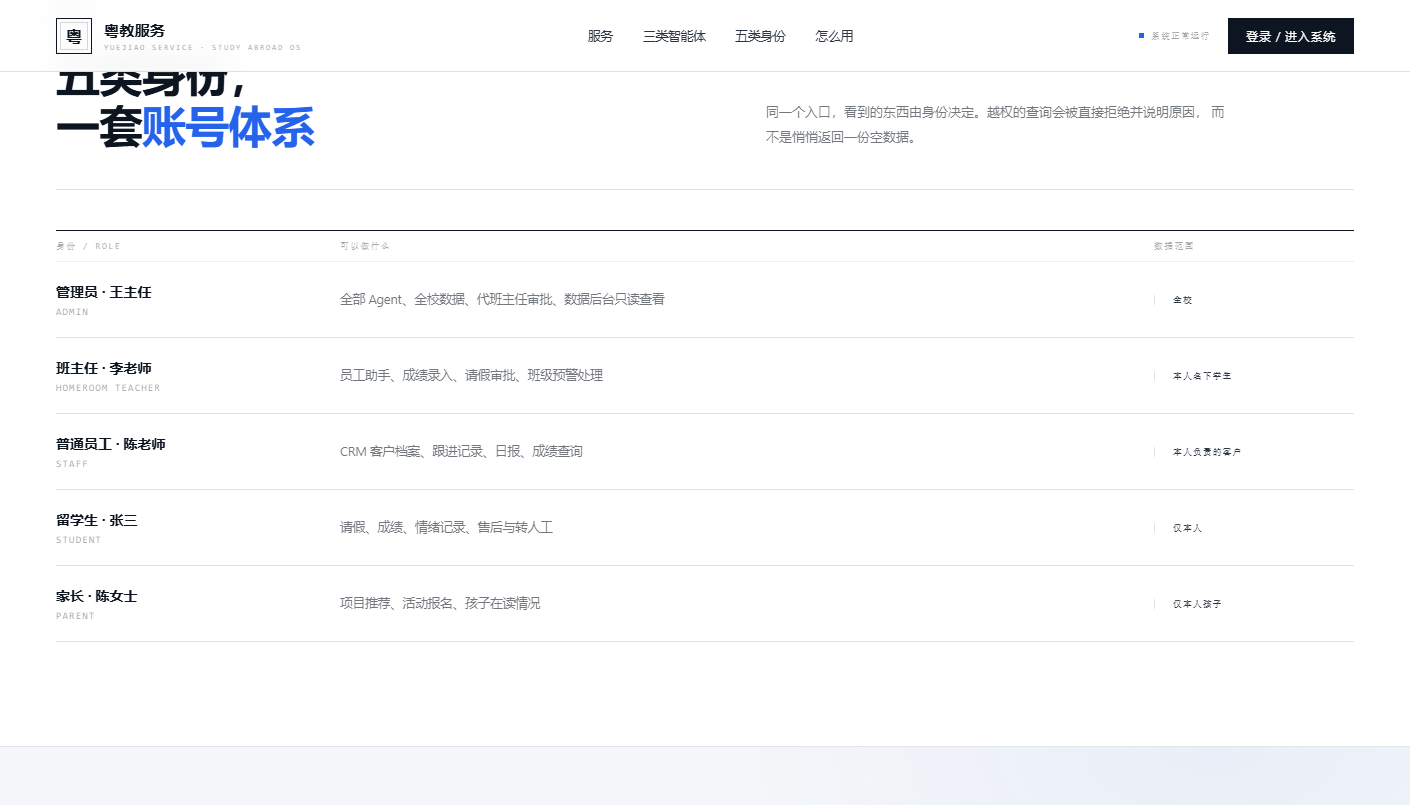 粤
粤教服务
YUEJIAO SERVICE · STUDY ABROAD OS
服务
三类智能体
五类身份
怎么用
系统正常运行
登录 / 进入系统
五类身份，
一套账号体系
同一个入口，看到的东西由身份决定。越权的查询会被直接拒绝并说明原因， 而
不是悄悄返回一份空数据。
身份 / ROLE
可以做什么
数据范围
管理员 · 王主任
ADMIN
全部 Agent、全校数据、代班主任审批、数据后台只读查看
全校
班主任 · 李老师
HOMEROOM TEACHER
员工助手、成绩录入、请假审批、班级预警处理
本人名下学生
普通员工 · 陈老师
STAFF
CRM 客户档案、跟进记录、日报、成绩查询
本人负责的客户
留学生 · 张三
STUDENT
请假、成绩、情绪记录、售后与转人工
仅本人
家长 · 陈女士
PARENT
项目推荐、活动报名、孩子在读情况
仅本人孩子